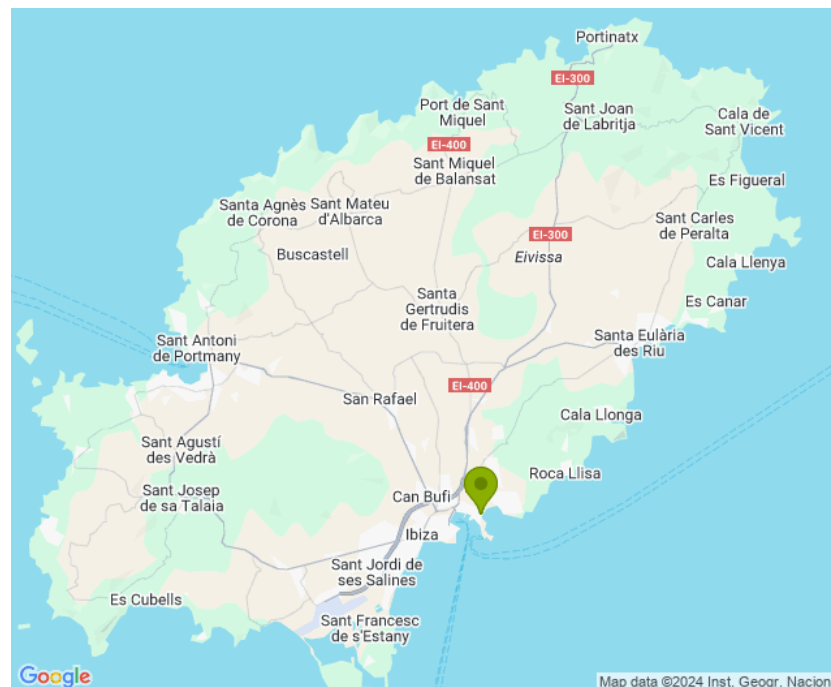 Portinatx
EI-300
Port de Sant
Miquel
Sant Joan
de Labritja
Cala de
Sant Vicent
EI-400
Sant Miquel
de Balansat
Es Figueral
Santa Agnès
de Corona
Sant Mateu
d'Albarca
Sant Carles
de Peralta
EI-300
Buscastell
Eivissa
Cala Llenya
Santa
Gertrudis
de Fruitera
Es Canar
Sant Antoni
de Portmany
Santa Eulària
des Riu
EI-400
San Rafael
Cala Llonga
Sant Agustí
des Vedrà
Roca Llisa
Sant Josep
de sa Talaia
Can Bufí
Ibiza
Sant Jordi de
ses Salines
Es Cubells
Sant Francesc
de s'Estany
Google
Map data ©2024 Inst. Geogr. Nacion